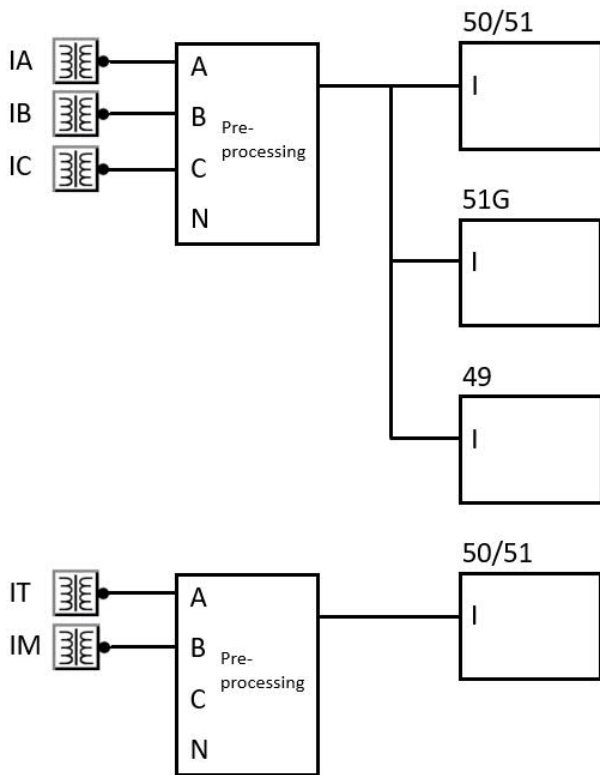 50/51
IA
A
I
IB
B
Pre-
processing
IC
C
51G
N
I
49
I
50/51
IT
A
I
IM
B
Pre-
processing
C
N